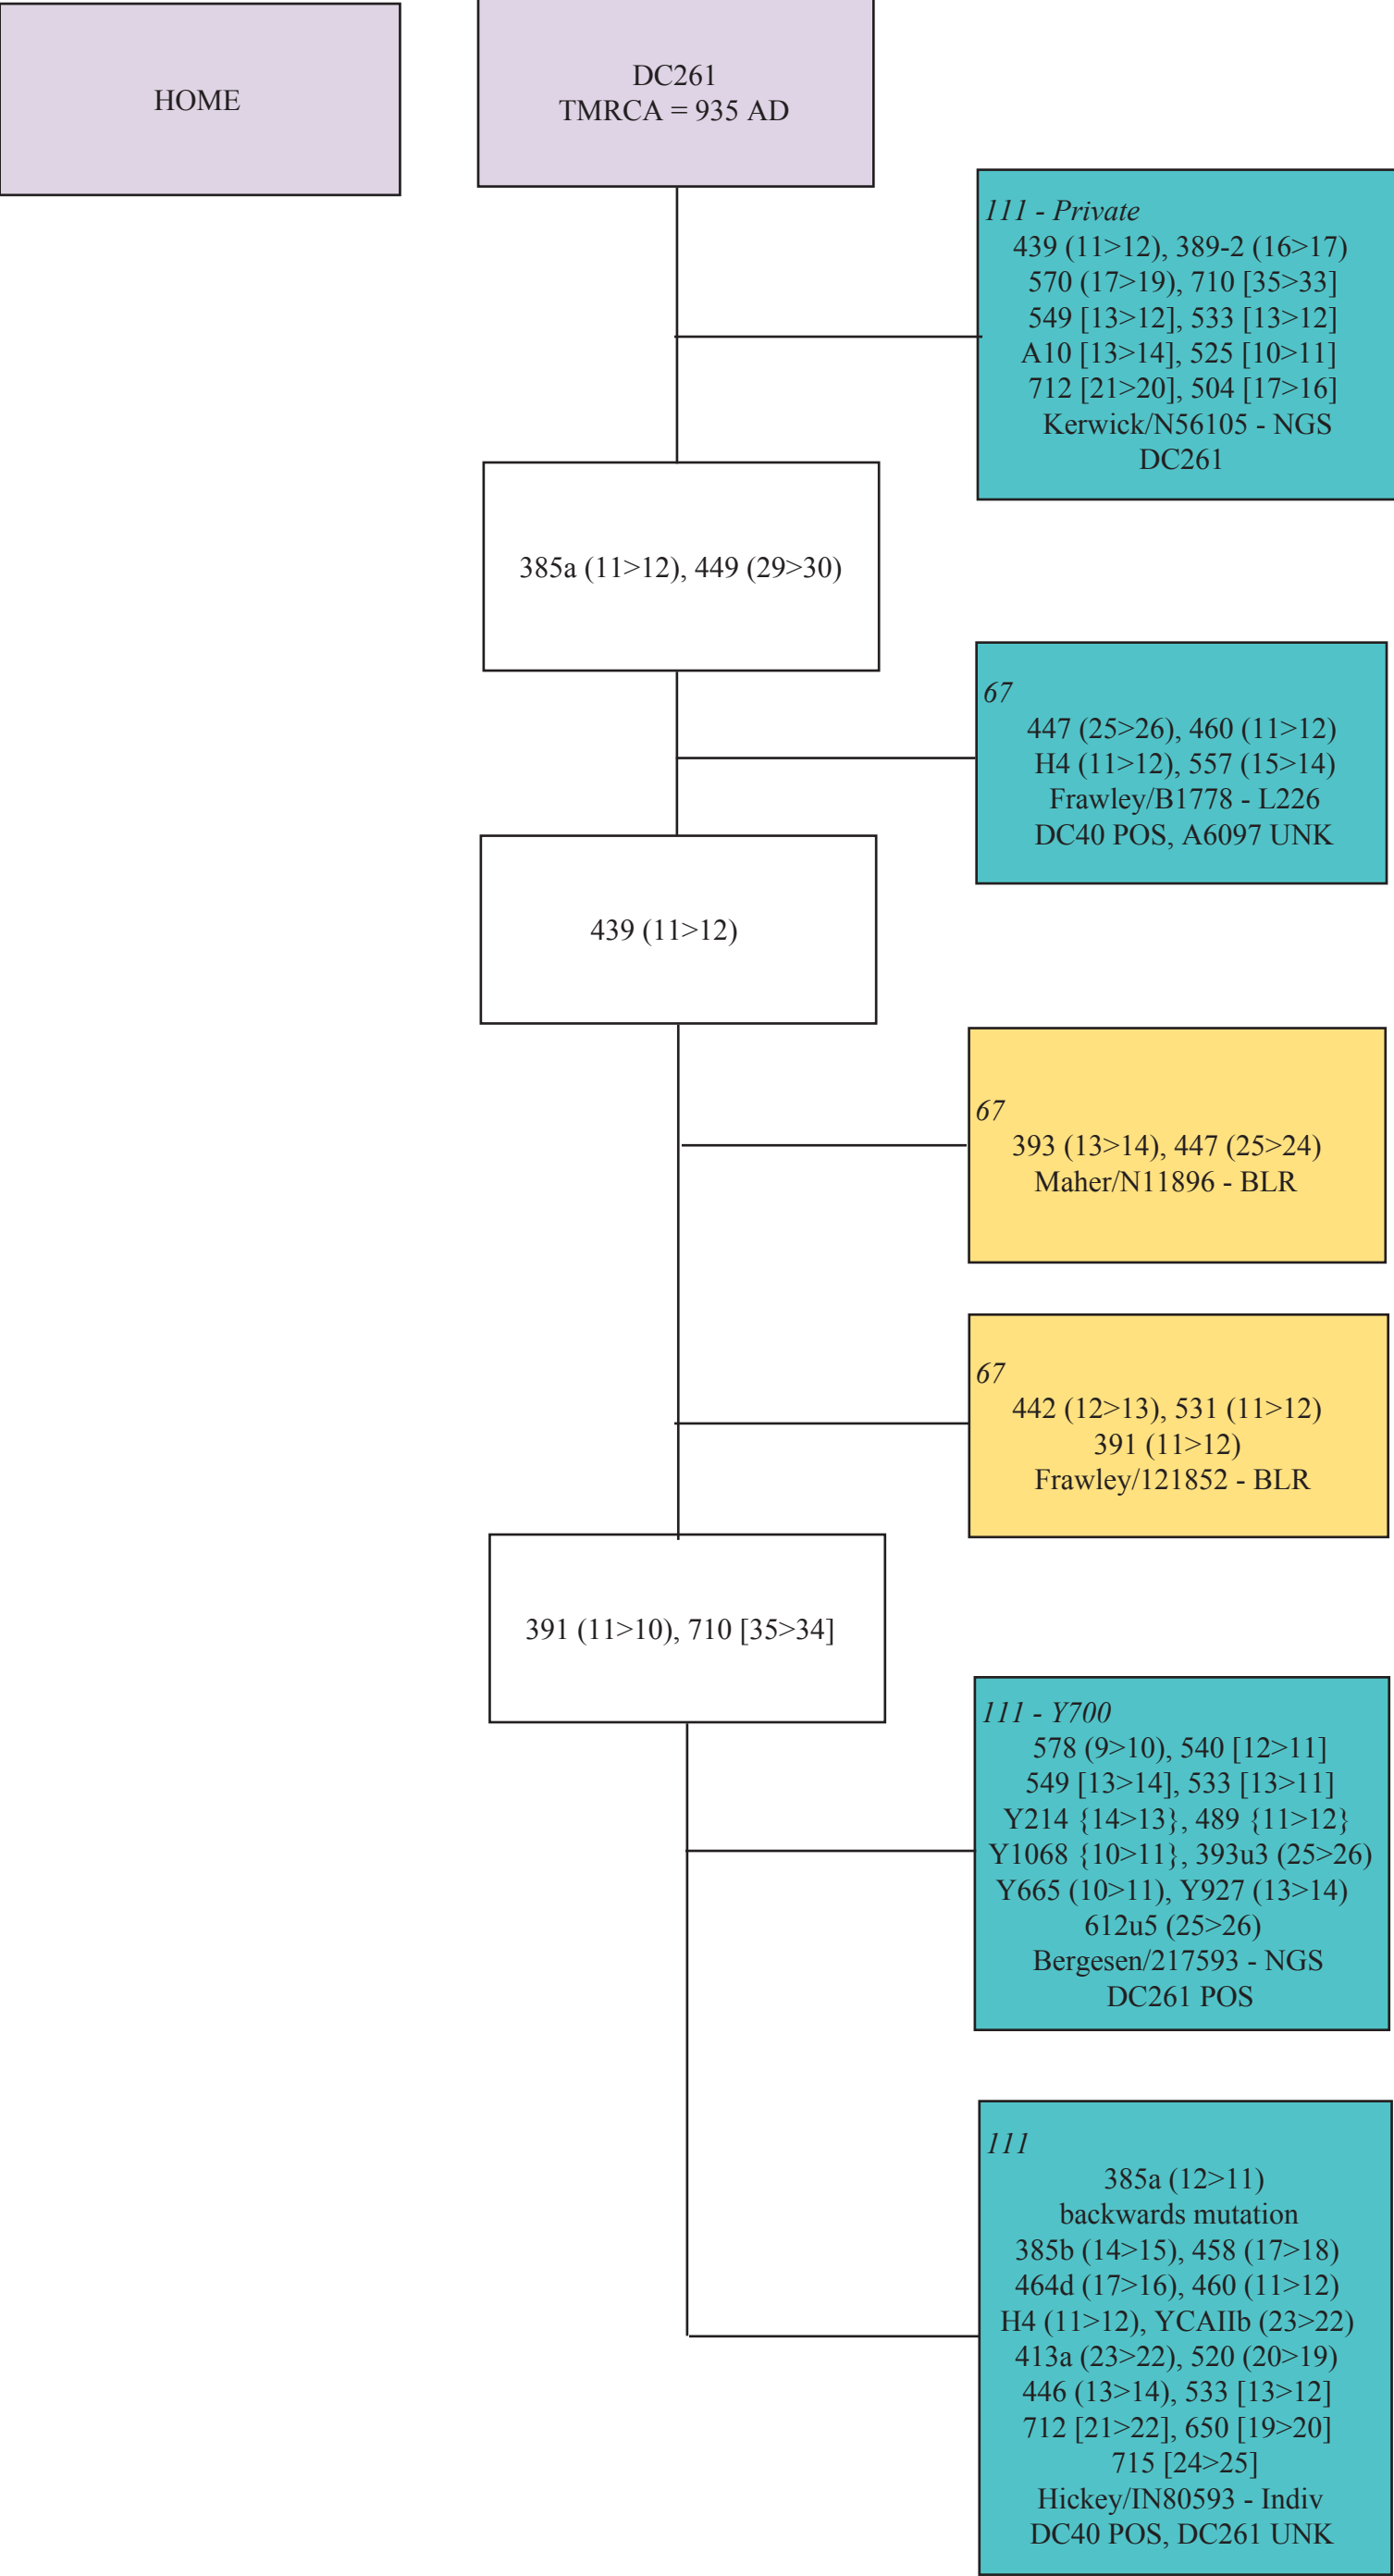 HOME
DC261
TMRCA = 935 AD
111 - Private
439 (11>12), 389-2 (16>17)
570 (17>19), 710 [35>33]
549 [13>12], 533 [13>12]
A10 [13>14], 525 [10>11]
712 [21>20], 504 [17>16]
Kerwick/N56105 - NGS
DC261
385a (11>12), 449 (29>30)
67
447 (25>26), 460 (11>12)
H4 (11>12), 557 (15>14)
Frawley/B1778 - L226
DC40 POS, A6097 UNK
439 (11>12)
67
393 (13>14), 447 (25>24)
Maher/N11896 - BLR
67
442 (12>13), 531 (11>12)
391 (11>12)
Frawley/121852 - BLR
391 (11>10), 710 [35>34]
111 - Y700
578 (9>10), 540 [12>11]
549 [13>14], 533 [13>11]
Y214 {14>13}, 489 {11>12}
Y1068 {10>11}, 393u3 (25>26)
Y665 (10>11), Y927 (13>14)
612u5 (25>26)
Bergesen/217593 - NGS
DC261 POS
111
385a (12>11)
backwards mutation
385b (14>15), 458 (17>18)
464d (17>16), 460 (11>12)
H4 (11>12), YCAIIb (23>22)
413a (23>22), 520 (20>19)
446 (13>14), 533 [13>12]
712 [21>22], 650 [19>20]
715 [24>25]
Hickey/IN80593 - Indiv
DC40 POS, DC261 UNK